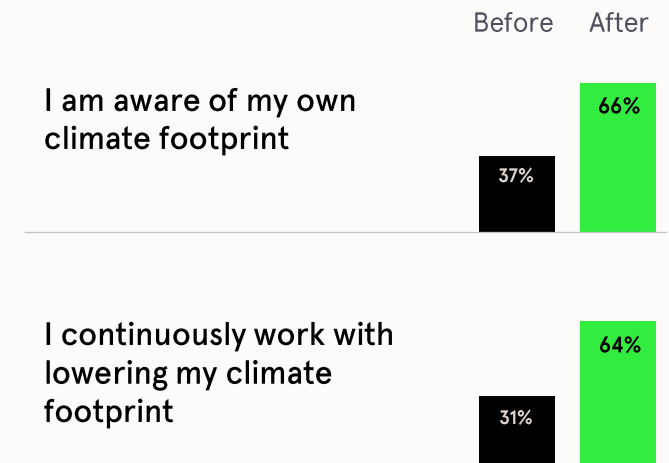 Before After
I am aware of my own
climate footprint
66%
37%
I continuously work with
lowering my climate
footprint
64%
31%